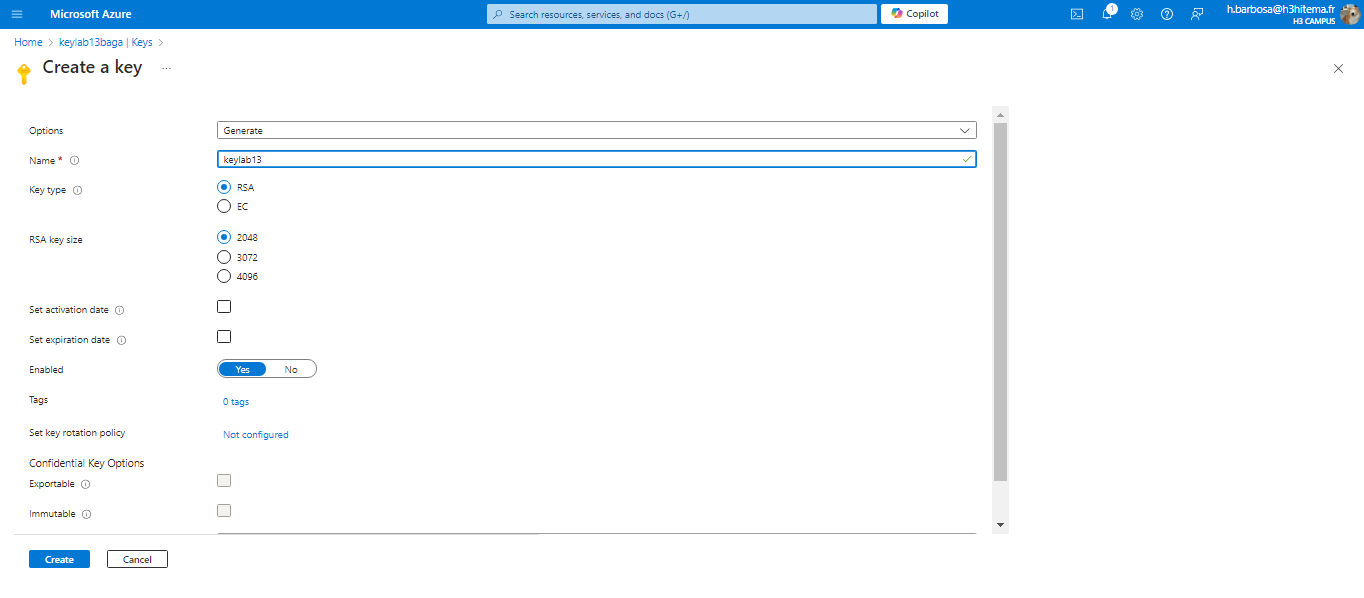 Microsoft Azure
Search resources, services, and docs (G+/)
Copilot
1
h.barbosa@h3hitema.fr
H3 CAMPUS
Home > keylab13baga | Keys >
Create a key ...
Options
Generate
Name *
keylab13
Key type
RSA
EC
RSA key size
2048
3072
4096
Set activation date
Set expiration date
Enabled
Yes No
Tags
0 tags
Set key rotation policy
Not configured
Confidential Key Options
Exportable
Immutable
Create
Cancel